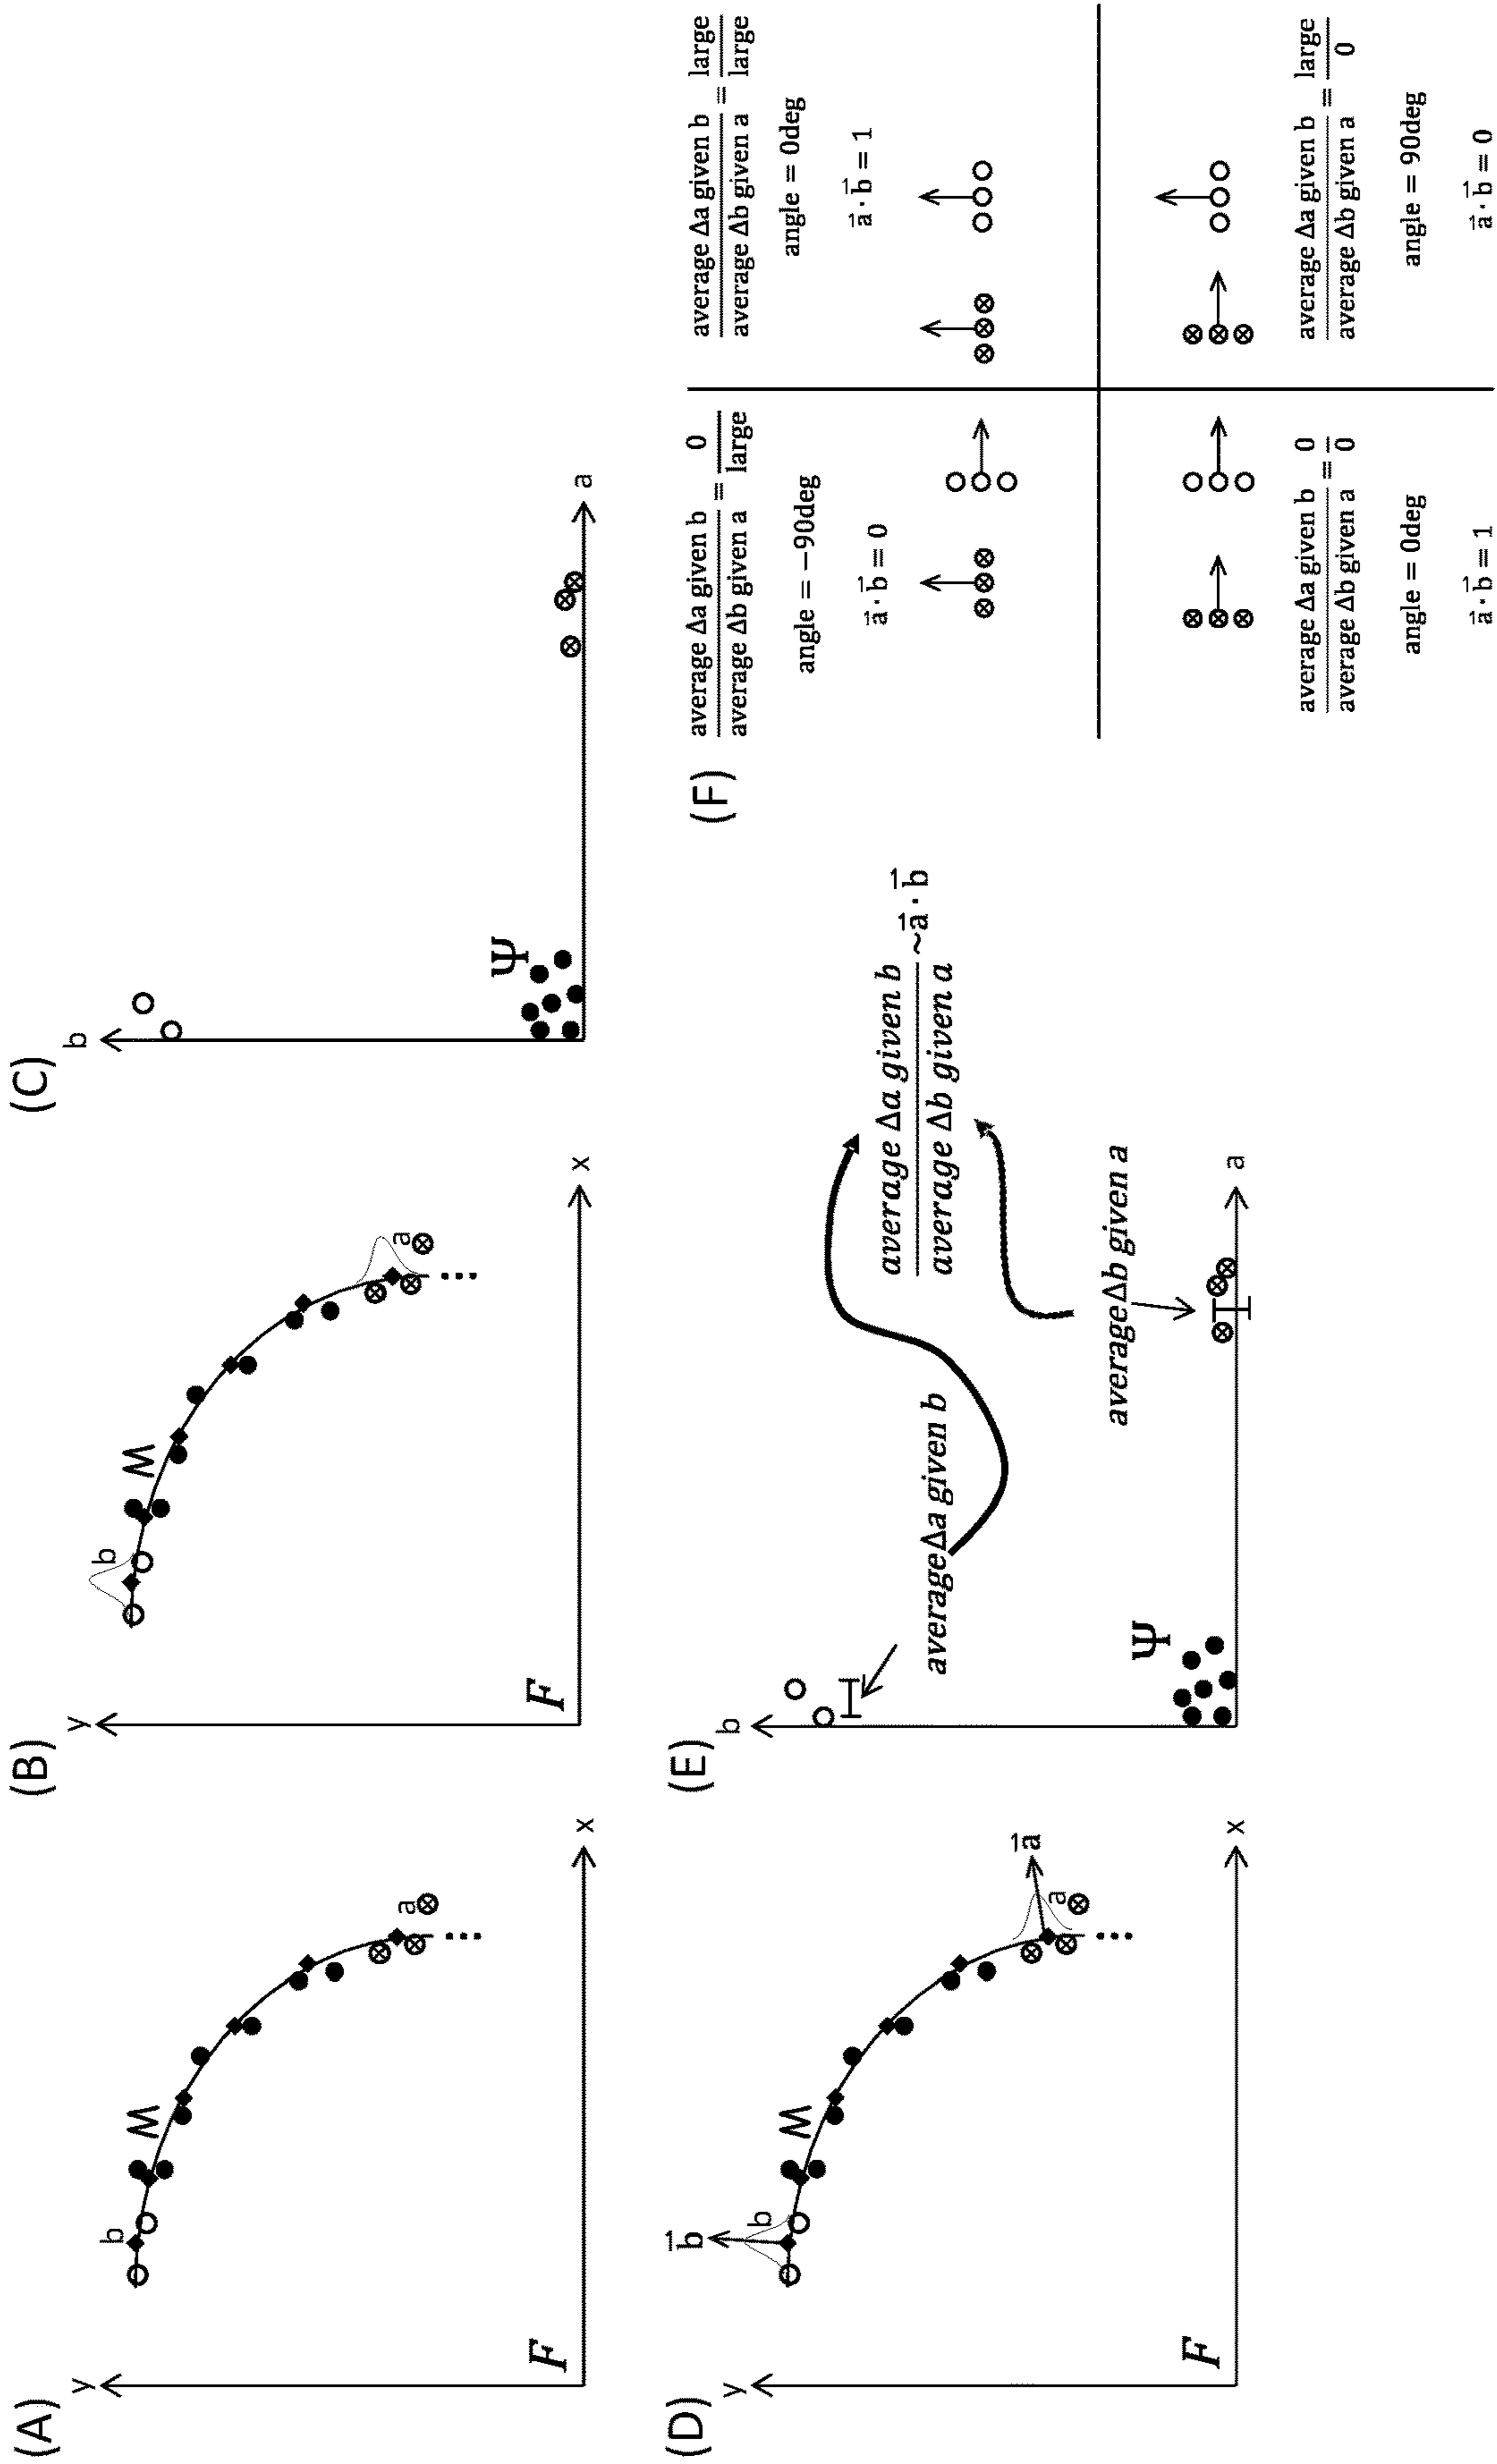 (A)
y
b
M
a
F
x
(B)
y
b
M
a
F
x
(C)
b
Ψ
a
(D)
y
b⃗
b
M
a⃗
a
F
x
(E)
b
average Δa given b
average Δa given b
average Δb given a
~a⃗ · b⃗
average Δb given a
Ψ
a
(F)
average Δa given b
average Δb given a
=
0
large
angle = −90deg
a⃗ · b⃗ = 0
average Δa given b
average Δb given a
=
large
large
angle = 0deg
a⃗ · b⃗ = 1
average Δa given b
average Δb given a
=
0
0
angle = 0deg
a⃗ · b⃗ = 1
average Δa given b
average Δb given a
=
large
0
angle = 90deg
a⃗ · b⃗ = 0